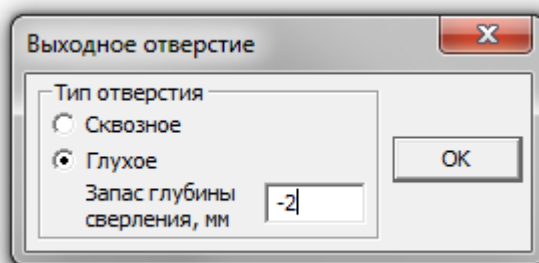 Выходное отверстие
Тип отверстия
Сквозное
Глухое
OK
Запас глубины
сверления, мм
-2